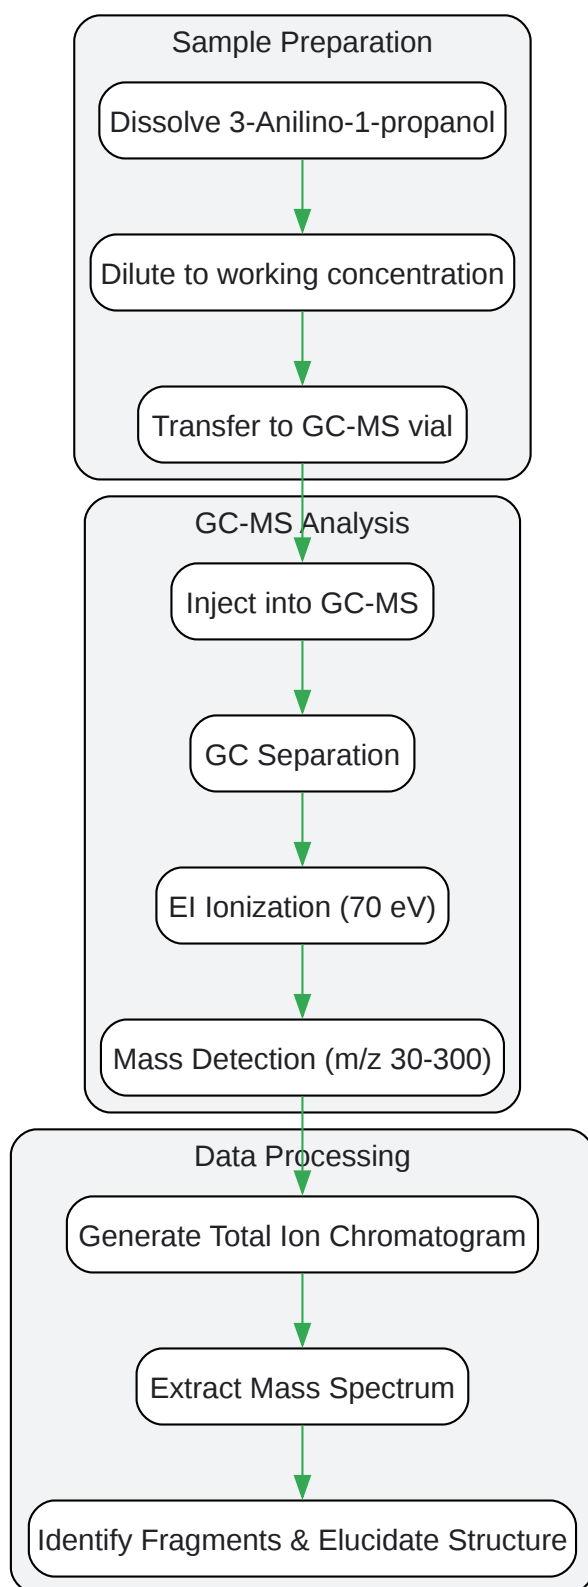 Sample Preparation
Dissolve 3-Anilino-1-propanol
Dilute to working concentration
Transfer to GC-MS vial
GC-MS Analysis
Inject into GC-MS
GC Separation
EI Ionization (70 eV)
Mass Detection (m/z 30-300)
Data Processing
Generate Total Ion Chromatogram
Extract Mass Spectrum
Identify Fragments & Elucidate Structure